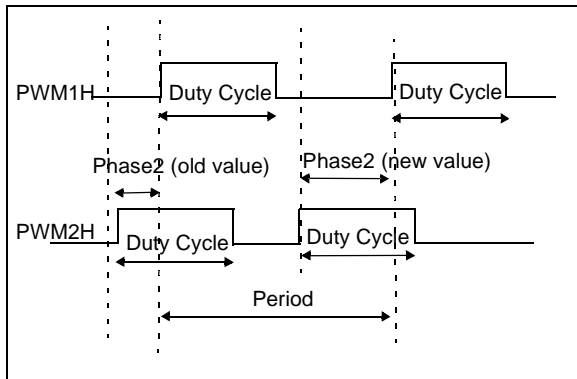 PWM1H
Duty Cycle
Duty Cycle
Phase2 (old value)
Phase2 (new value)
PWM2H
Duty Cycle
Duty Cycle
Period